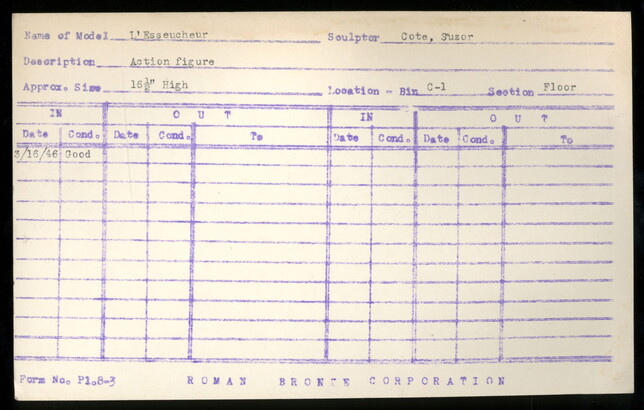 Name of Model L'Esseucheur Sculptor Cote, Suzor
Description Action figure
Approx. Size 16½" High Location - Bin C-1 Section Floor
IN O U T IN O U T
Date Cond. Date Cond. To Date Cond. Date Cond. To
3/16/46 Good
Form No. P1.8-3 ROMAN BRONZE CORPORATION